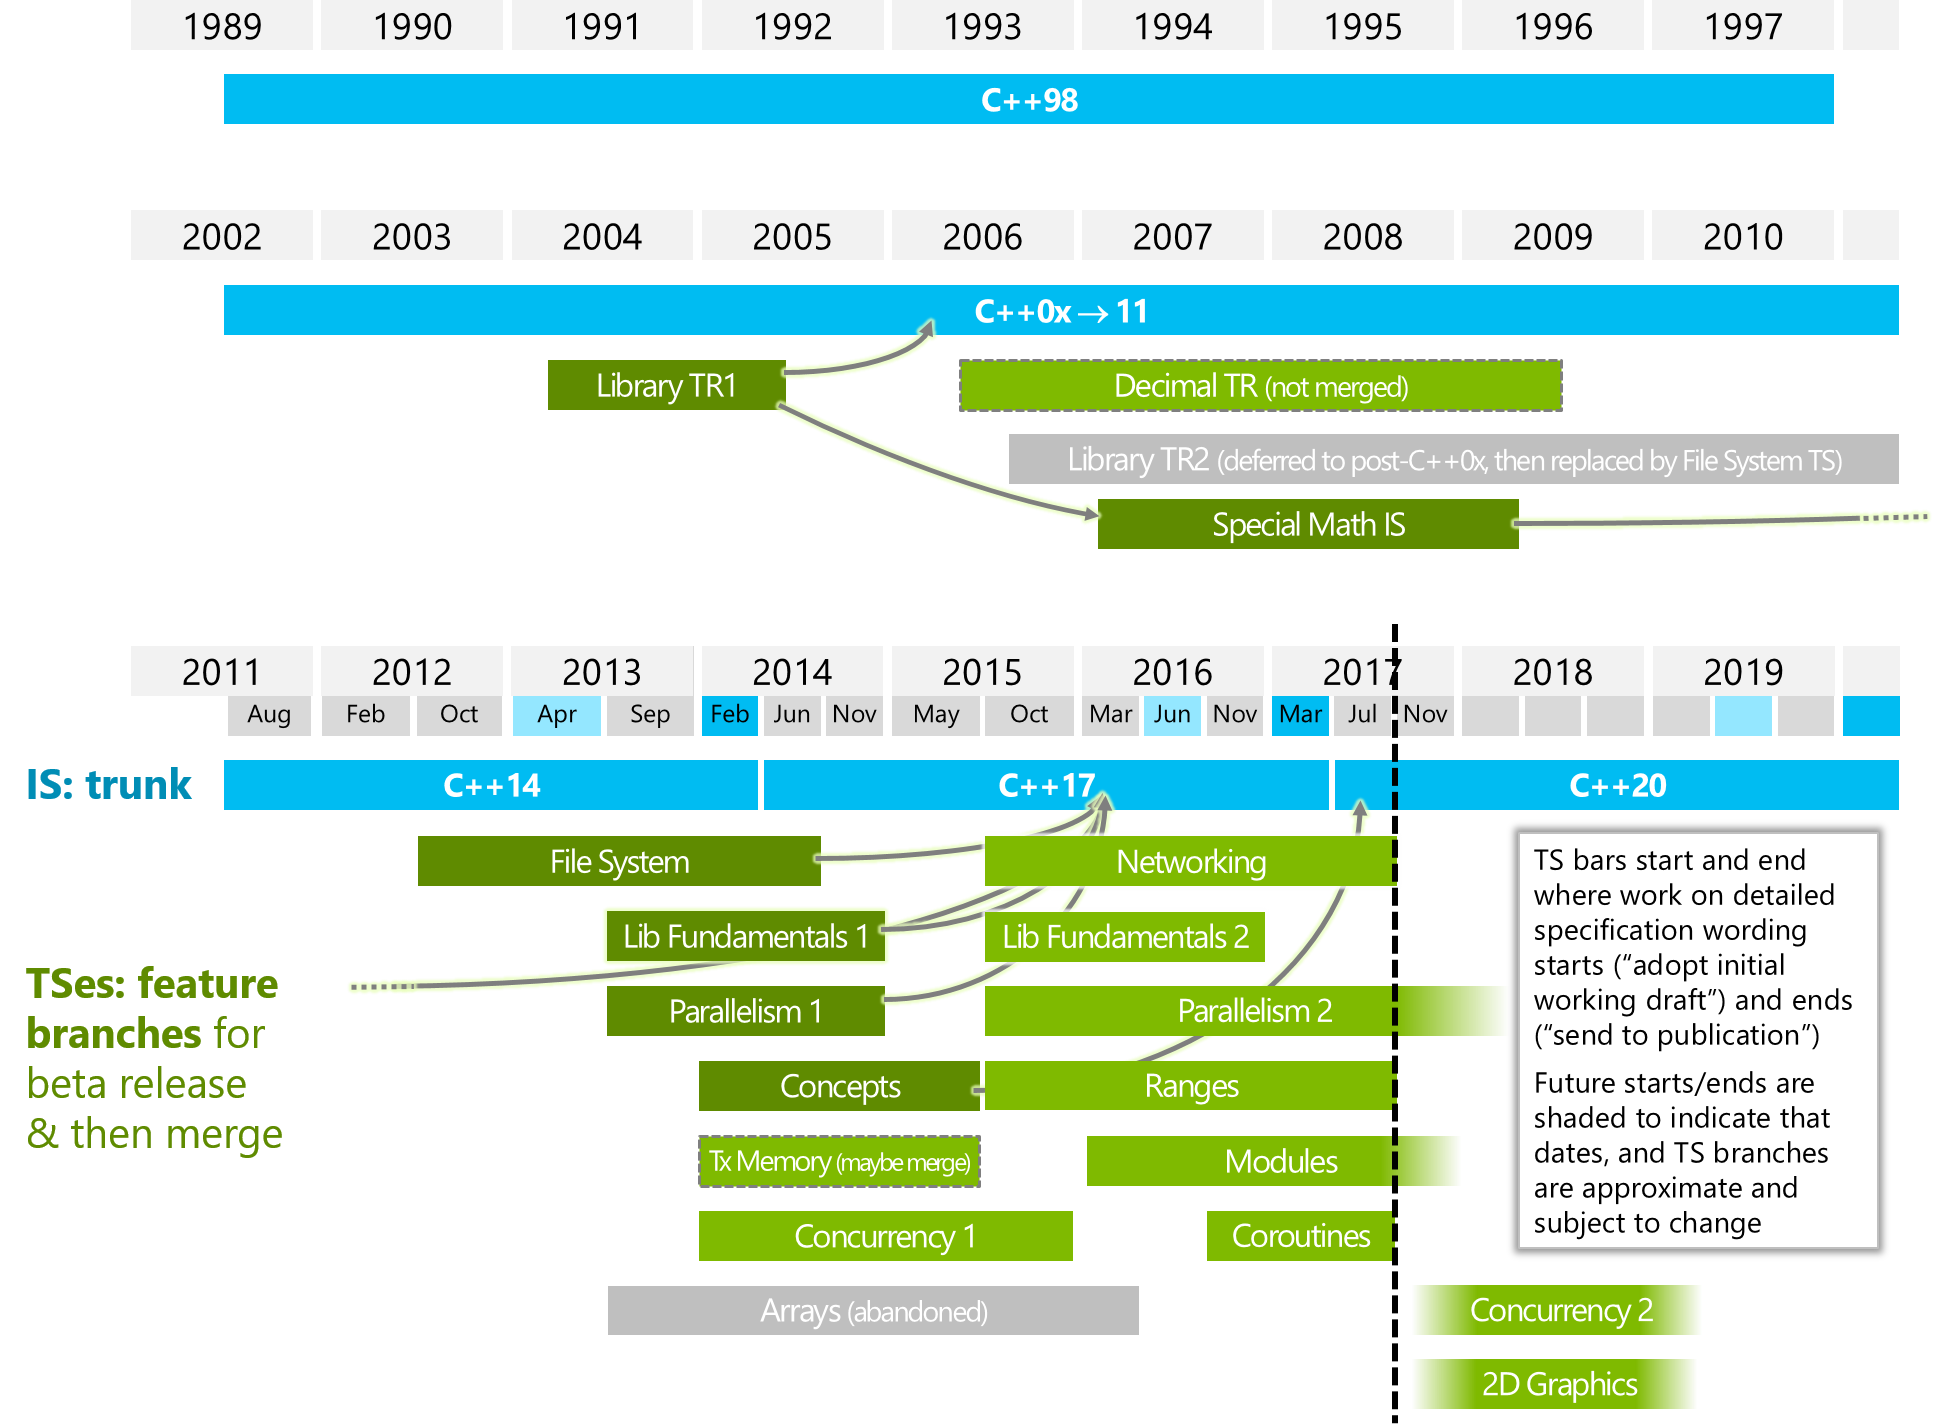 1989 1990 1991 1992 1993 1994 1995 1996 1997
C++98
2002 2003 2004 2005 2006 2007 2008 2009 2010
C++0x → 11
Library TR1
Decimal TR (not merged)
Library TR2 (deferred to post-C++0x, then replaced by File System TS)
Special Math IS
2011 2012 2013 2014 2015 2016 2017 2018 2019
Aug Feb Oct Apr Sep Feb Jun Nov May Oct Mar Jun Nov Mar Jul Nov
IS: trunk
C++14 C++17 C++20
File System Networking
Lib Fundamentals 1 Lib Fundamentals 2
TSes: feature
branches for
beta release
& then merge
Parallelism 1 Parallelism 2
Concepts Ranges
Tx Memory (maybe merge) Modules
Concurrency 1 Coroutines
Arrays (abandoned)
Concurrency 2
2D Graphics
TS bars start and end
where work on detailed
specification wording
starts (“adopt initial
working draft”) and ends
(“send to publication”)
Future starts/ends are
shaded to indicate that
dates, and TS branches
are approximate and
subject to change